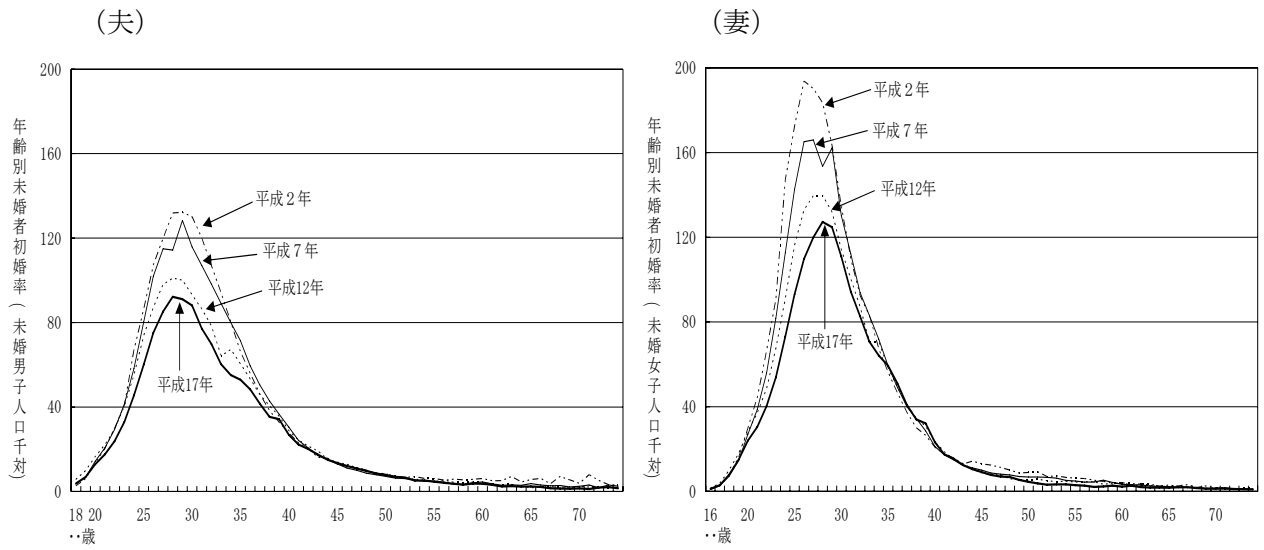 （夫）
年齢別未婚者初婚率（未婚男子人口千対）
200
160
120
80
40
0
平成２年
平成７年
平成12年
平成17年
18 20 25 30 35 40 45 50 55 60 65 70
‥歳
（妻）
年齢別未婚者初婚率（未婚女子人口千対）
200
160
120
80
40
0
平成２年
平成７年
平成12年
平成17年
16 20 25 30 35 40 45 50 55 60 65 70
‥歳